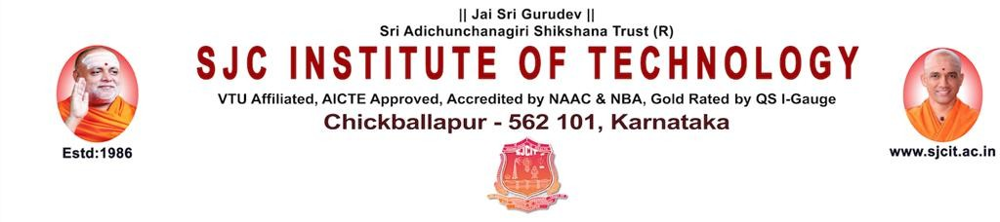 || Jai Sri Gurudev ||
Sri Adichunchanagiri Shikshana Trust (R)
SJC INSTITUTE OF TECHNOLOGY
VTU Affiliated, AICTE Approved, Accredited by NAAC & NBA, Gold Rated by QS I-Gauge
Chickballapur - 562 101, Karnataka
Estd:1986
www.sjcit.ac.in
SJCIT